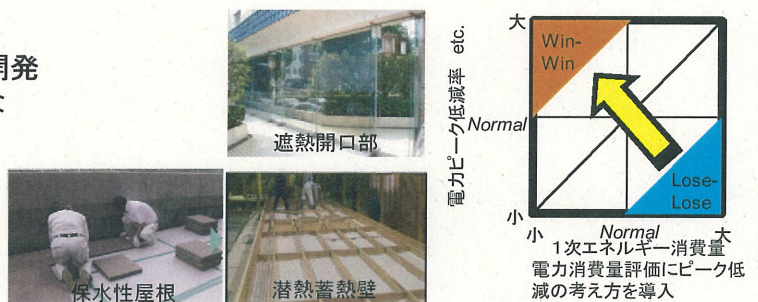 開発
遮熱開口部
保水性屋根
潜熱蓄熱壁
電力ピーク低減率 etc.
大
Win-
Win
Normal
Lose-
Lose
小
小
Normal
大
1次エネルギー消費量
電力消費量評価にピーク低
減の考え方を導入